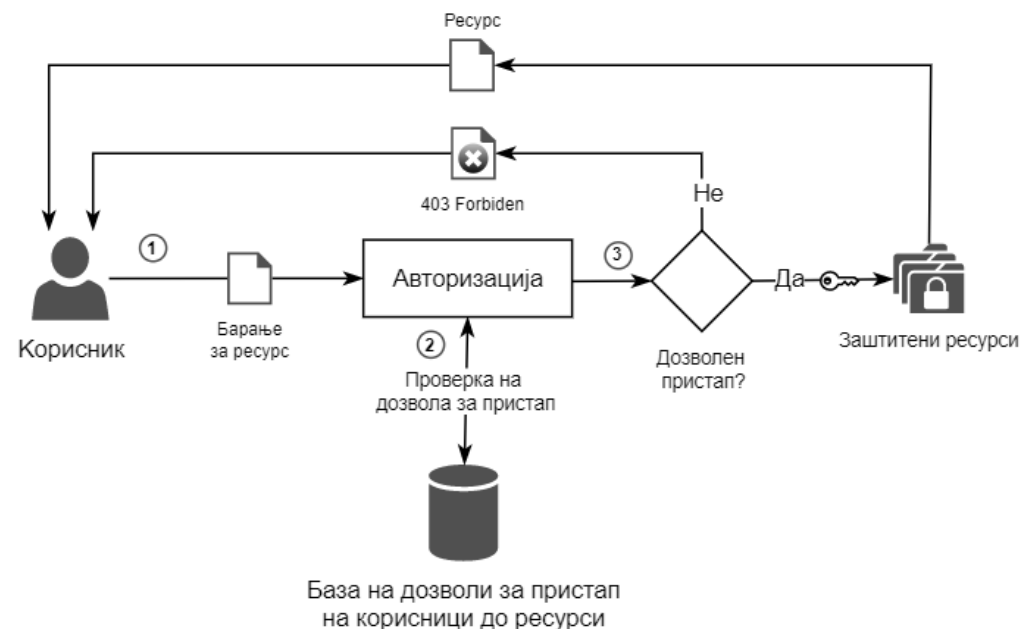 Ресурс
403 Forbiden
Не
1
Барање
за ресурс
Корисник
Авторизација
3
Да
Дозволен
пристап?
Заштитени ресурси
2
Проверка на
дозвола за пристап
База на дозволи за пристап
на корисници до ресурси